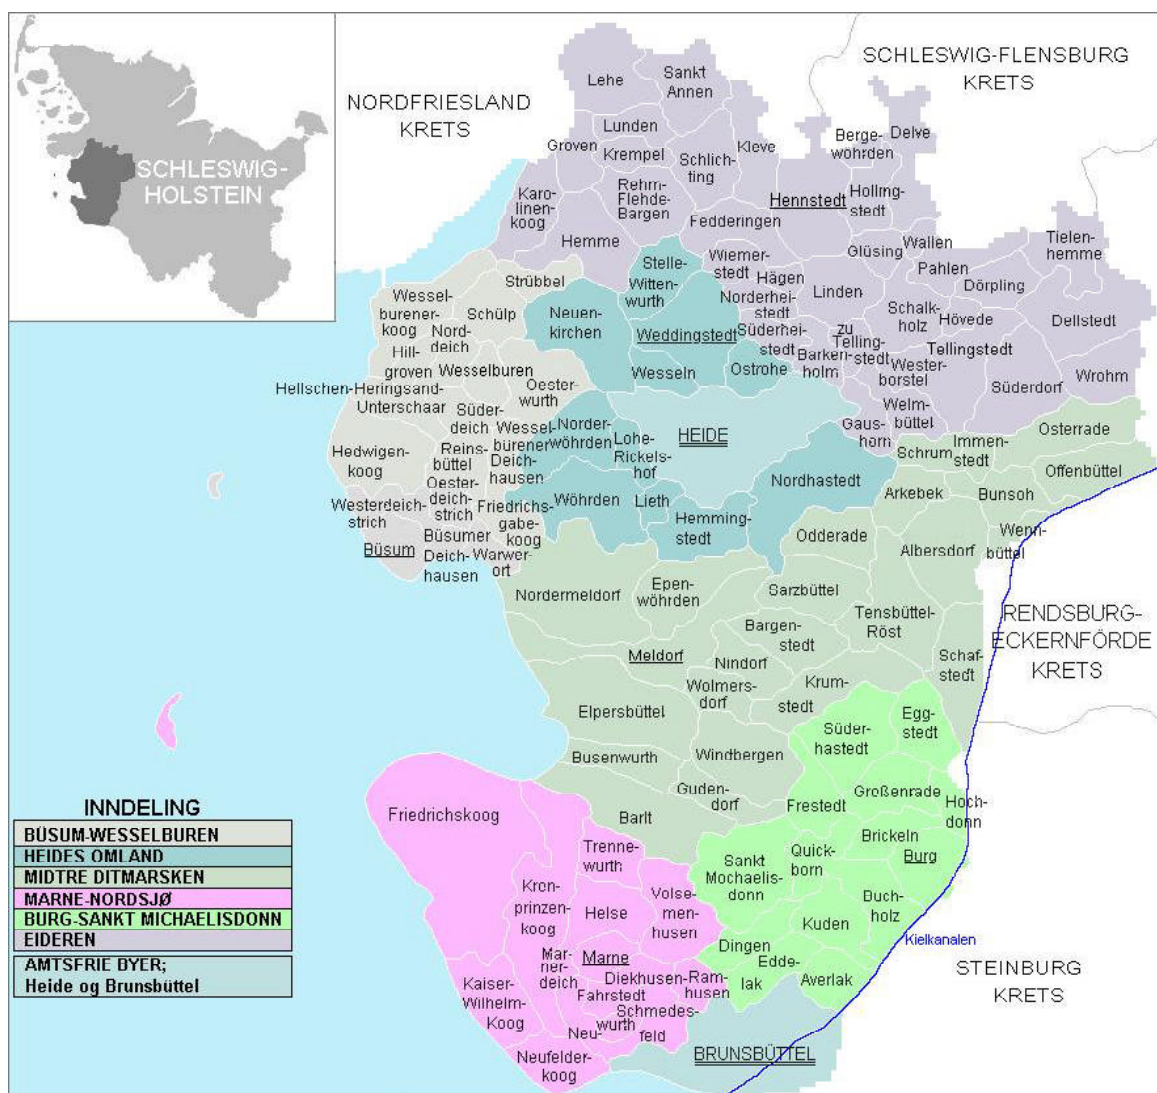 SCHLESWIG-
HOLSTEIN
NORDFRIESLAND
KRETS
SCHLESWIG-FLENSBURG
KRETS
Lehe
Sankt
Annen
Lunden
Groven
Krempel
Schlich-
ting
Kleve
Berge-
wöhrden
Delve
Karo-
linen-
koog
Rehm-
Flehde-
Bargen
Hennstedt
Holling-
stedt
Fedderingen
Hemme
Glüsing
Wallen
Tielen-
hemme
Pahlen
Dörpling
Stelle-
Witten-
wurth
Wiemer-
stedt
Hägen
Linden
Norderhei-
stedt
Schalk-
holz
Hövede
Dellstedt
Strübbel
Wessel-
burener-
koog
Schülp
Neuen-
kirchen
Weddingstedt
Süderhei-
stedt
zu
Telling-
stedt
Tellingstedt
Nord-
deich
Hill-
groven
Wesselburen
Wesseln
Ostrohe
Barken-
holm
Wester-
borstel
Süderdorf
Wrohm
Hellschen-Heringsand-
Unterschaar
Oester-
wurth
Süder-
deich
Welm-
büttel
Gaus-
horn
Wessel-
burener
Deich-
hausen
Norder-
wöhrden
Lohe-
Rickels-
hof
HEIDE
Hedwigen-
koog
Reins-
büttel
Schrum
Immen-
stedt
Osterrade
Offenbüttel
Oester-
deich-
strich
Friedrichs-
gabe-
koog
Wöhrden
Lieth
Nordhastedt
Arkebek
Bunsoh
Westerdeich-
strich
Büsum
Büsumer
Deich-
hausen
Warwer-
ort
Hemming-
stedt
Odderade
Albersdorf
Wenn-
büttel
Nordermeldorf
Epen-
wöhrden
Sarzbüttel
Tensbüttel-
Röst
RENDSBURG-
ECKERNFÖRDE
KRETS
Bargen-
stedt
Meldorf
Nindorf
Schaf-
stedt
Wolmers-
dorf
Krum-
stedt
Elpersbüttel
Süder-
hastedt
Egg-
stedt
Busenwurth
Windbergen
Guden-
dorf
Frestedt
Großenrade
Hoch-
donn
Friedrichskoog
Barlt
Brickeln
Burg
Trenne-
wurth
Sankt
Mochaelis-
donn
Quick-
born
Kron-
prinzen-
koog
Volse-
men-
husen
Helse
Buch-
holz
Kuden
Kielkanalen
Mar-
ner-
deich
Marne
Dingen
Edde-
lak
Averlak
STEINBURG
KRETS
Kaiser-
Wilhelm-
Koog
Diekhusen-
Fahrstedt
Ram-
husen
Schmedes-
wurth
Neu-
feld
Neufelder-
koog
BRUNSBÜTTEL
INNDELING
BÜSUM-WESSELBUREN
HEIDES OMLAND
MIDTRE DITMARSKEN
MARNE-NORDSJØ
BURG-SANKT MICHAELISDONN
EIDEREN
AMTSFRIE BYER;
Heide og Brunsbüttel